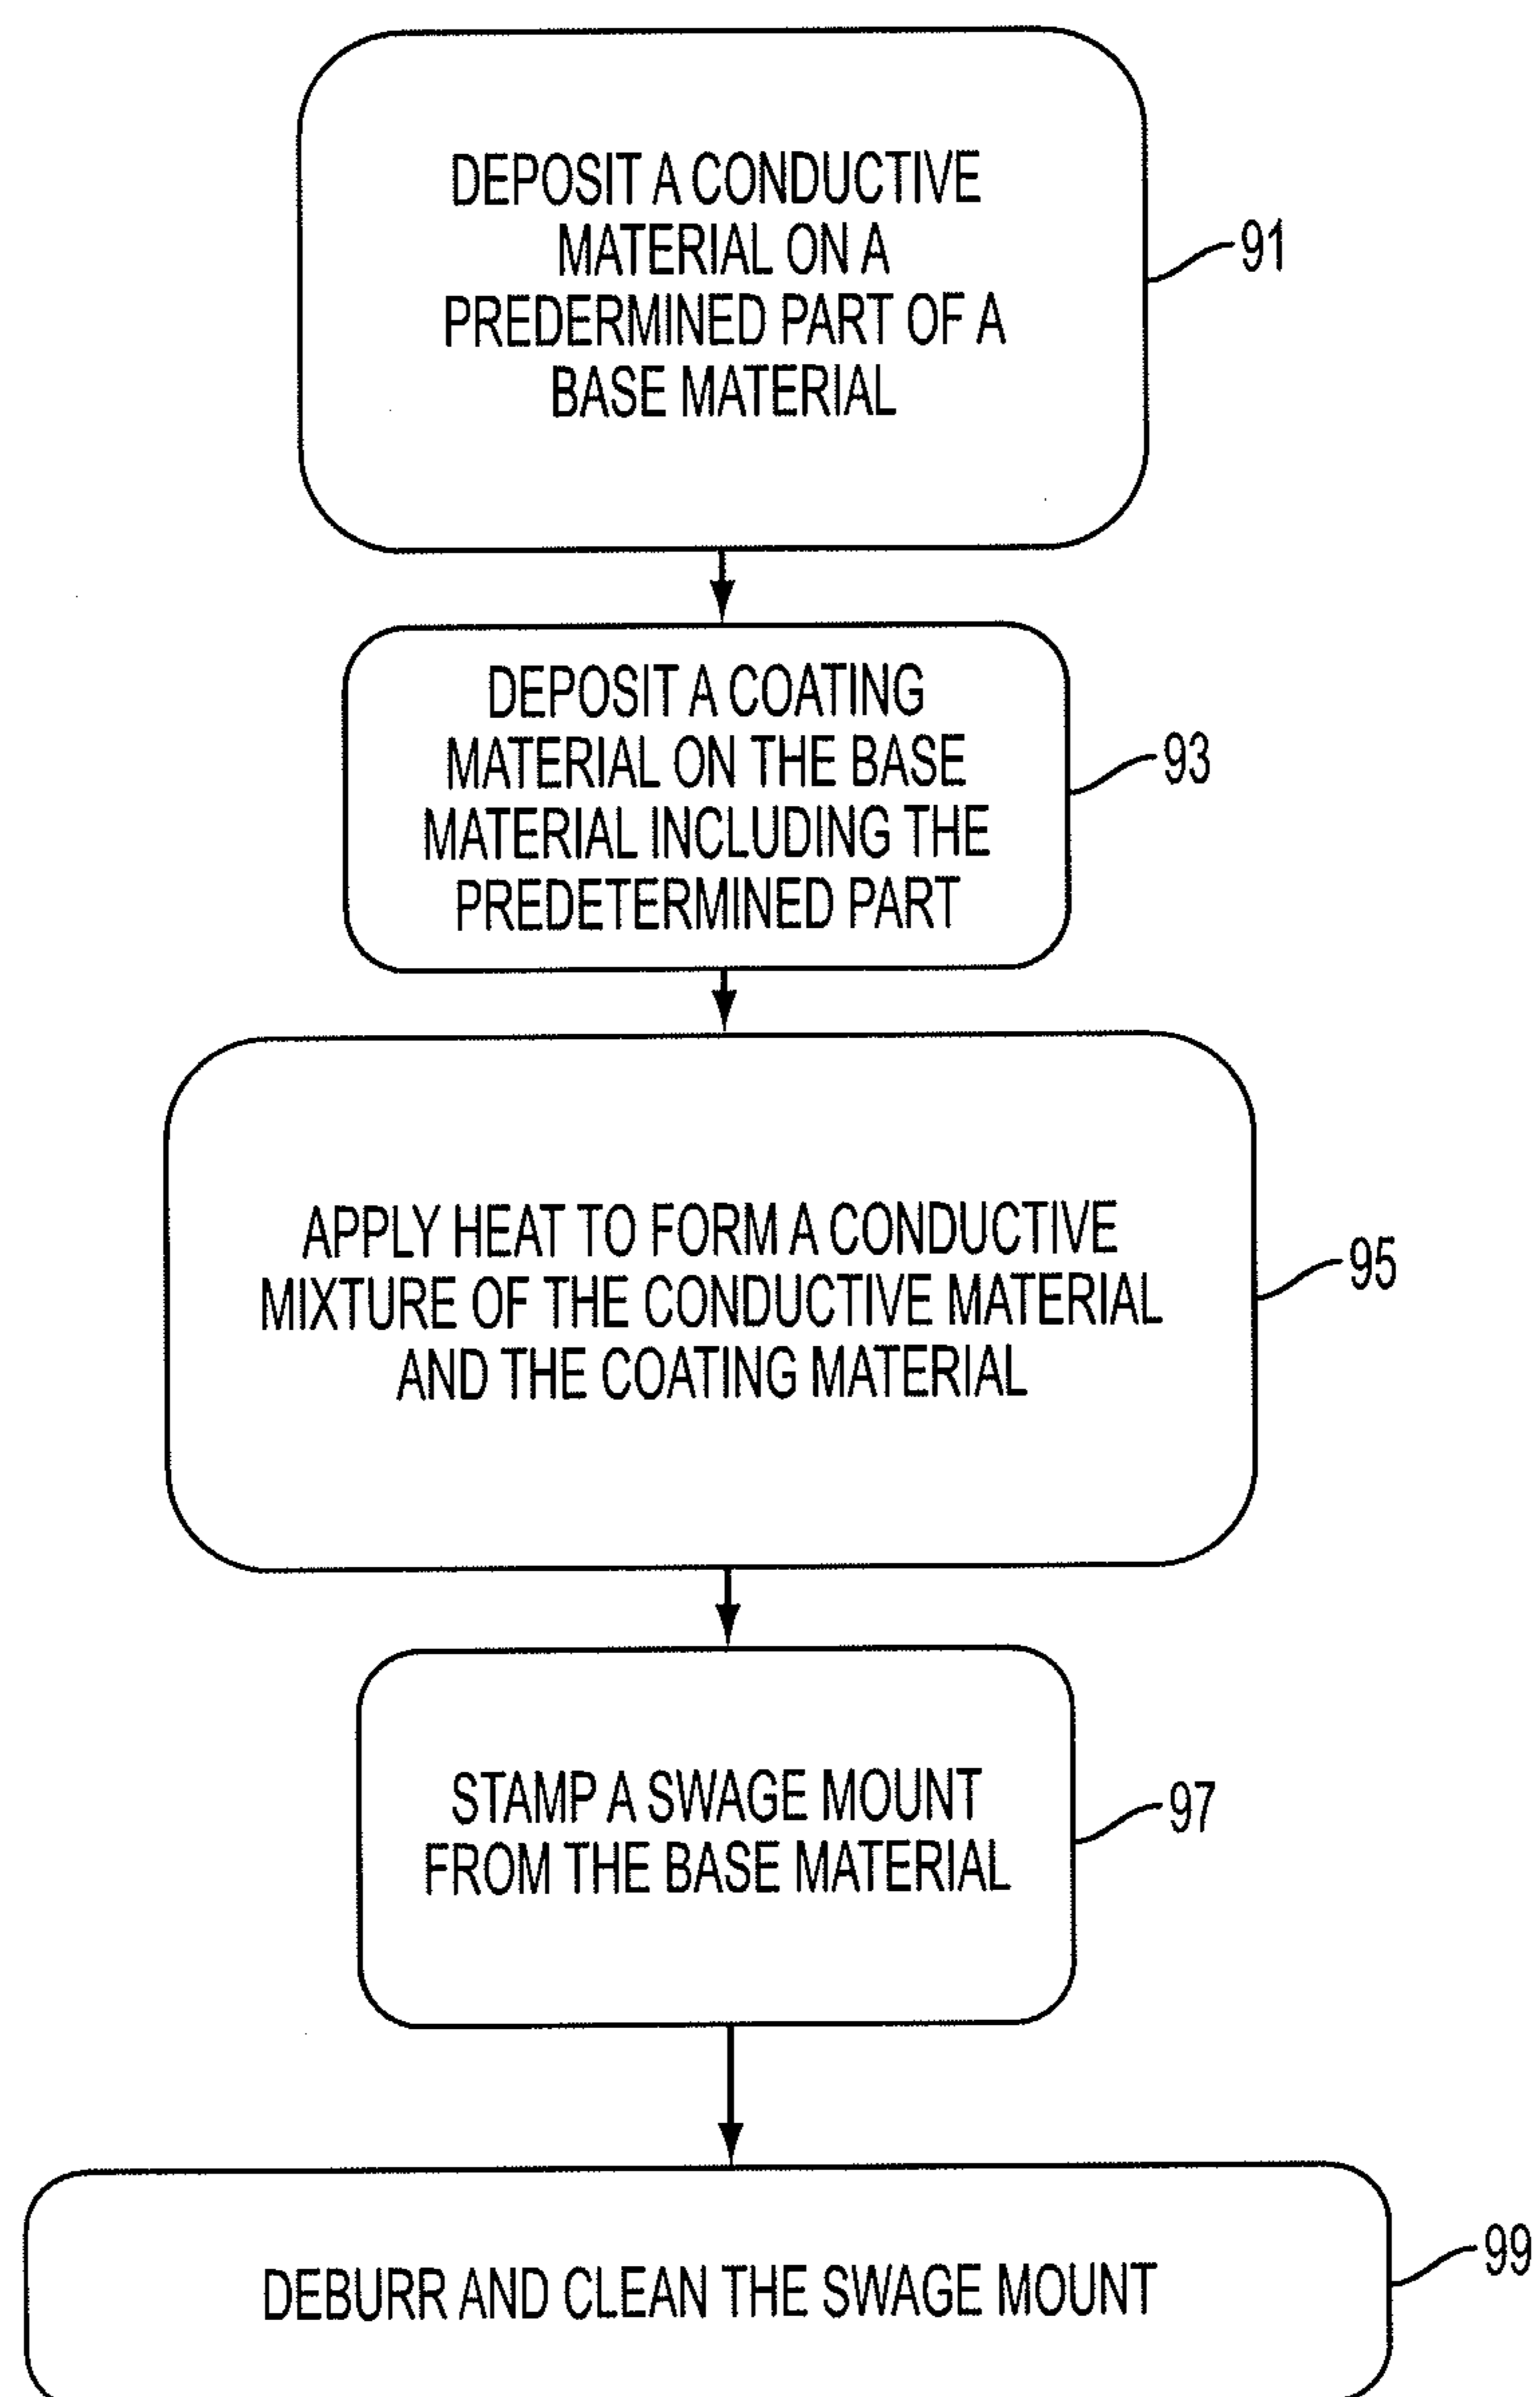 DEPOSIT A CONDUCTIVE
MATERIAL ON A
PREDERMINED PART OF A
BASE MATERIAL
91
DEPOSIT A COATING
MATERIAL ON THE BASE
MATERIAL INCLUDING THE
PREDETERMINED PART
93
APPLY HEAT TO FORM A CONDUCTIVE
MIXTURE OF THE CONDUCTIVE MATERIAL
AND THE COATING MATERIAL
95
STAMP A SWAGE MOUNT
FROM THE BASE MATERIAL
97
DEBURR AND CLEAN THE SWAGE MOUNT
99